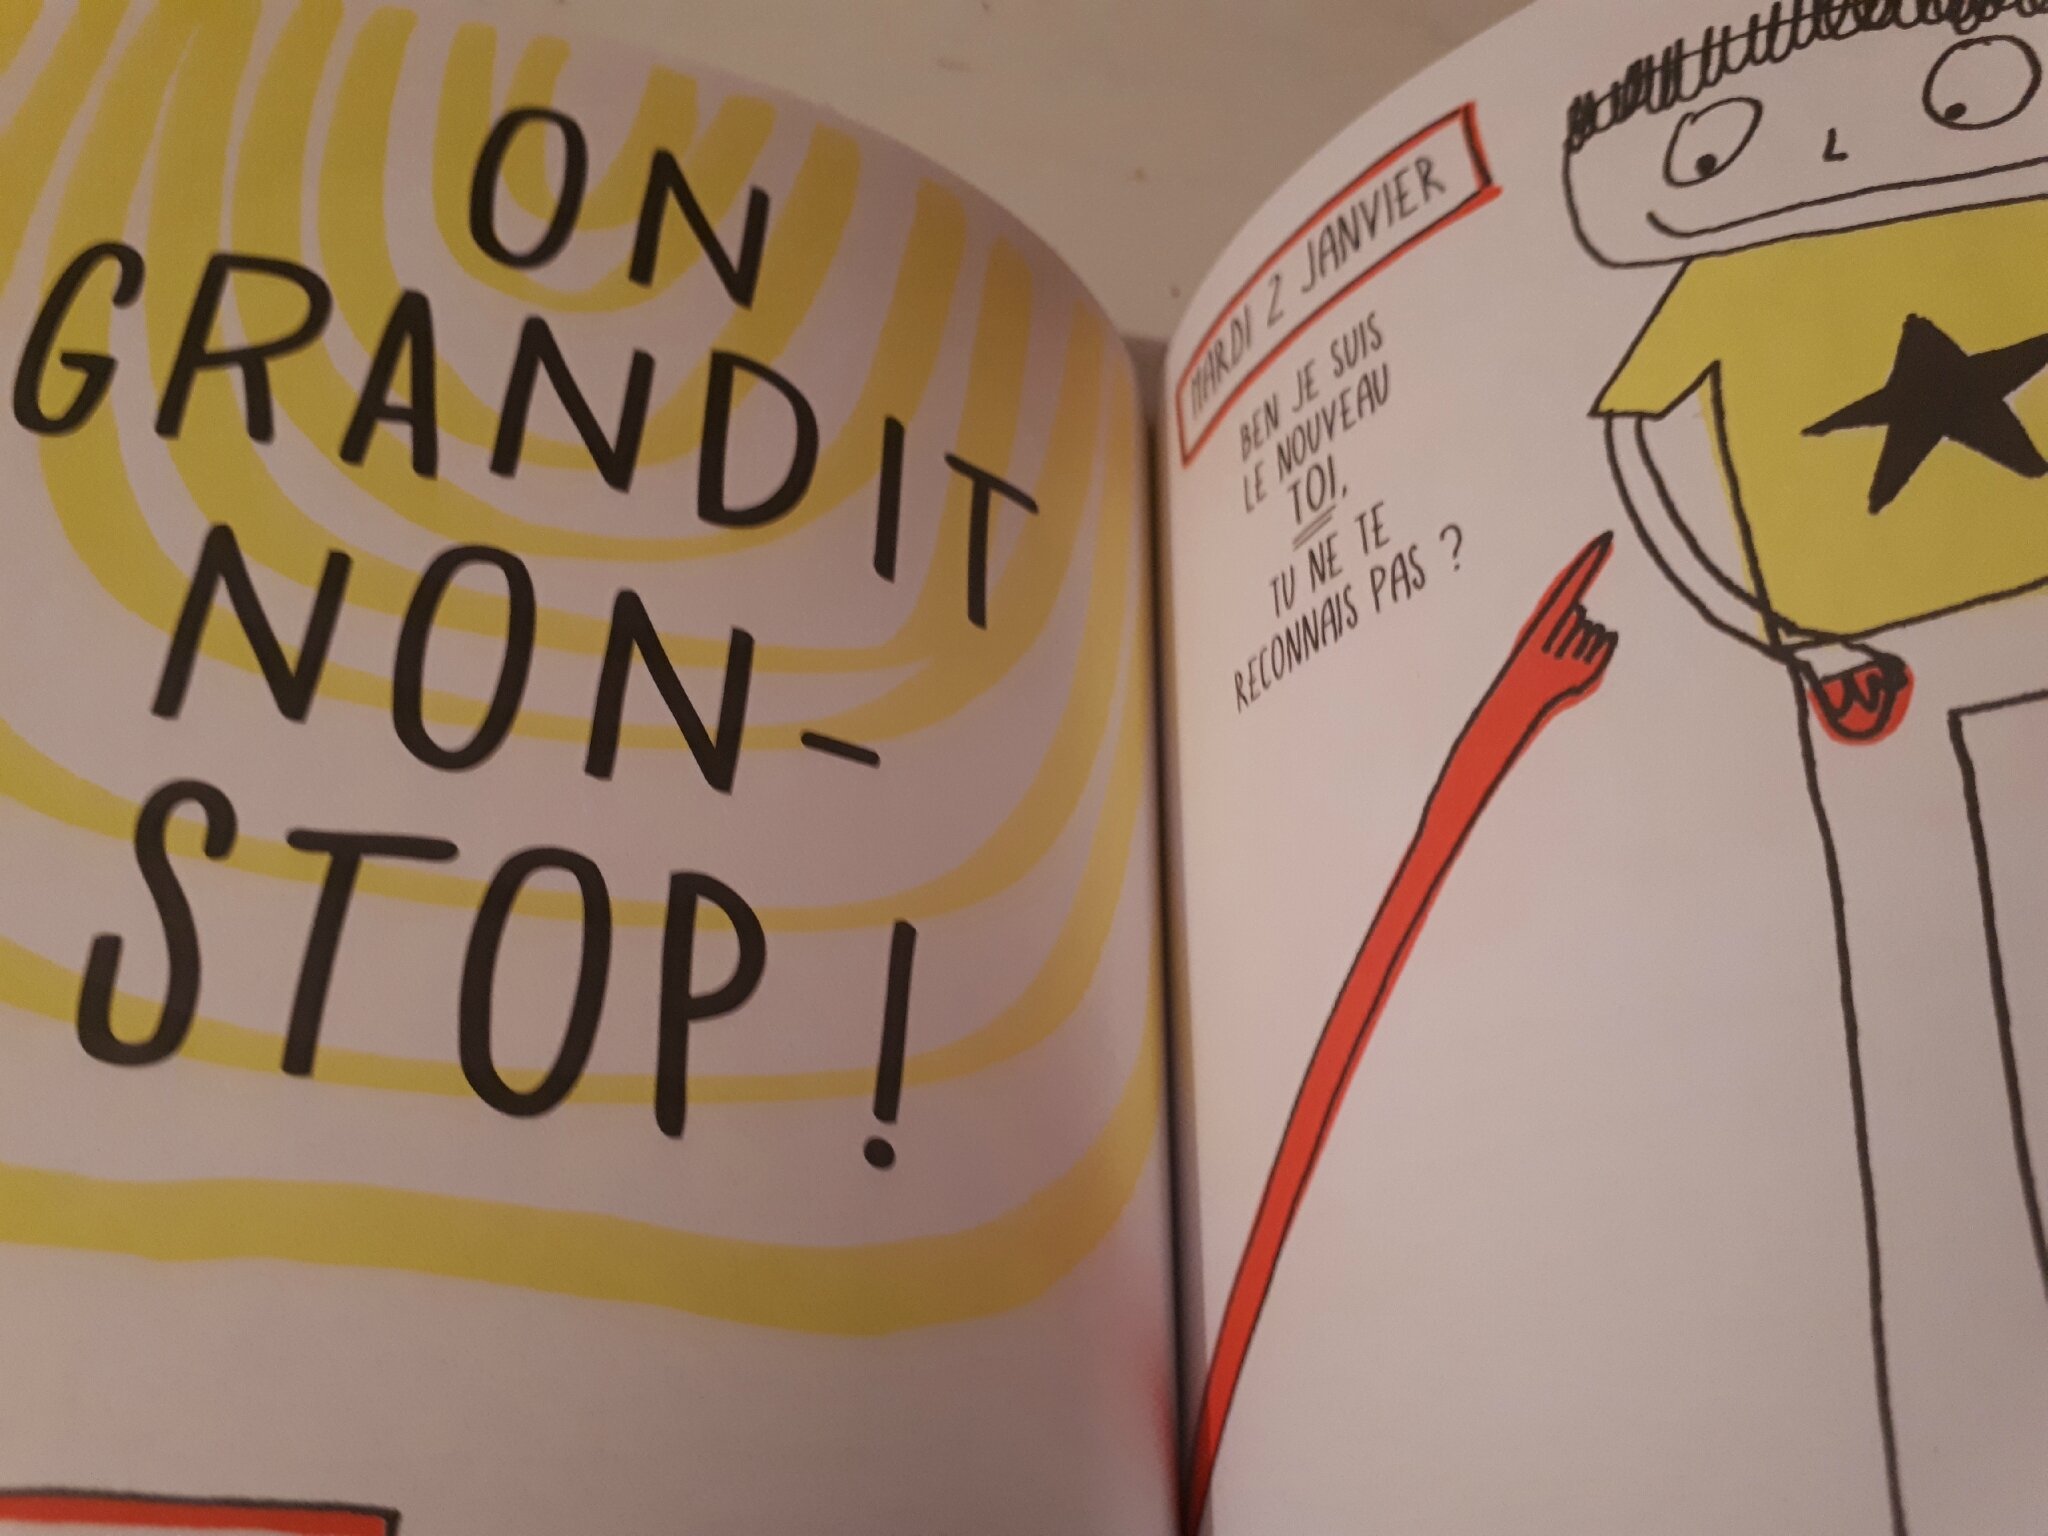 ON
GRANDIT
NON-
STOP !
MARDI 2 JANVIER
BEN JE SUIS
LE NOUVEAU
TOI.
TU NE TE
RECONNAIS PAS ?